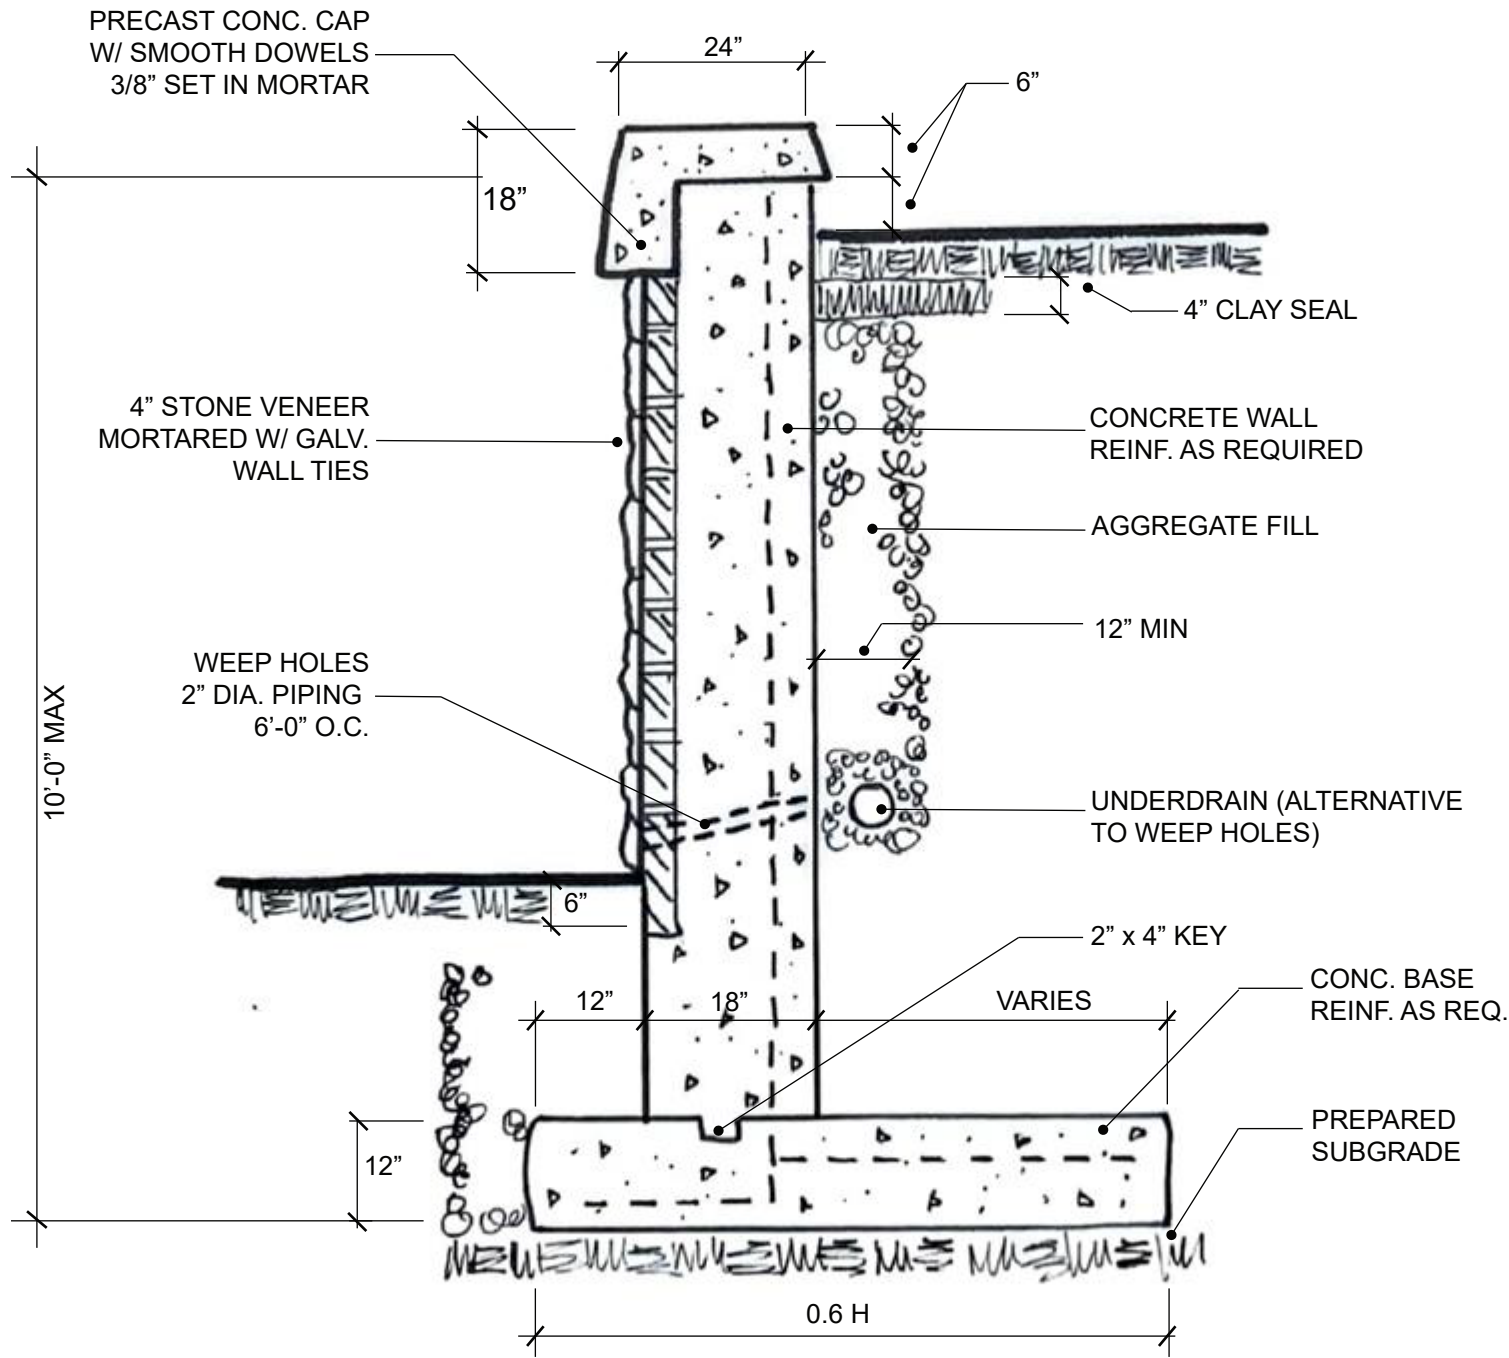 PRECAST CONC. CAP
W/ SMOOTH DOWELS
3/8” SET IN MORTAR
24”
6”
18”
4” CLAY SEAL
4” STONE VENEER
MORTARED W/ GALV.
WALL TIES
CONCRETE WALL
REINF. AS REQUIRED
AGGREGATE FILL
12” MIN
WEEP HOLES
2” DIA. PIPING
6’-0” O.C.
10’-0” MAX
UNDERDRAIN (ALTERNATIVE
TO WEEP HOLES)
6”
2” x 4” KEY
12”
18”
VARIES
CONC. BASE
REINF. AS REQ.
12”
PREPARED
SUBGRADE
0.6 H